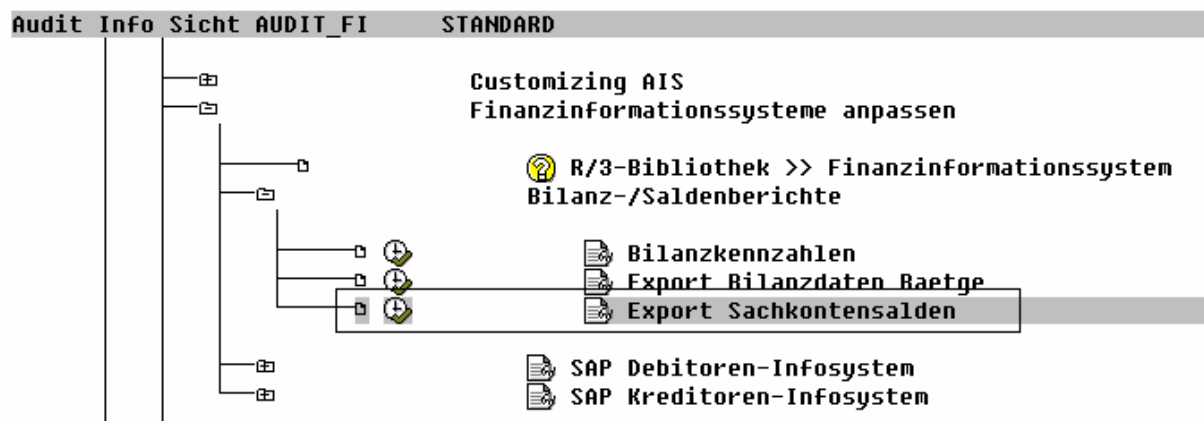 Audit Info Sicht AUDIT_FI STANDARD
Customizing AIS
Finanzinformationssysteme anpassen
R/3-Bibliothek >> Finanzinformationssystem
Bilanz-/Saldenberichte
Bilanzkennzahlen
Export Bilanzdaten Baetge
Export Sachkontensalden
SAP Debitoren-Infosystem
SAP Kreditoren-Infosystem